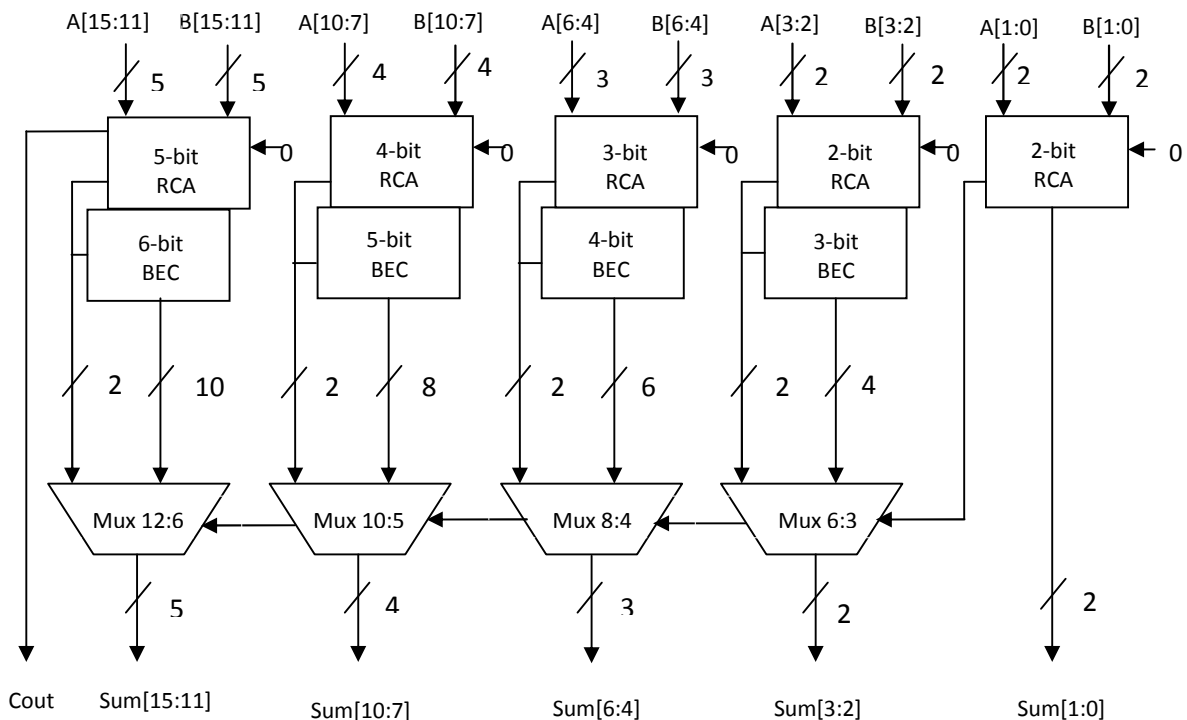 A[15:11] B[15:11] A[10:7] B[10:7] A[6:4] B[6:4] A[3:2] B[3:2] A[1:0] B[1:0]
5 5 4 4 3 3 2 2 2 2
5-bit RCA
0
4-bit RCA
0
3-bit RCA
0
2-bit RCA
0
2-bit RCA
0
6-bit BEC
5-bit BEC
4-bit BEC
3-bit BEC
2 10 2 8 2 6 2 4
Mux 12:6 Mux 10:5 Mux 8:4 Mux 6:3
5 4 3 2 2
Cout Sum[15:11] Sum[10:7] Sum[6:4] Sum[3:2] Sum[1:0]